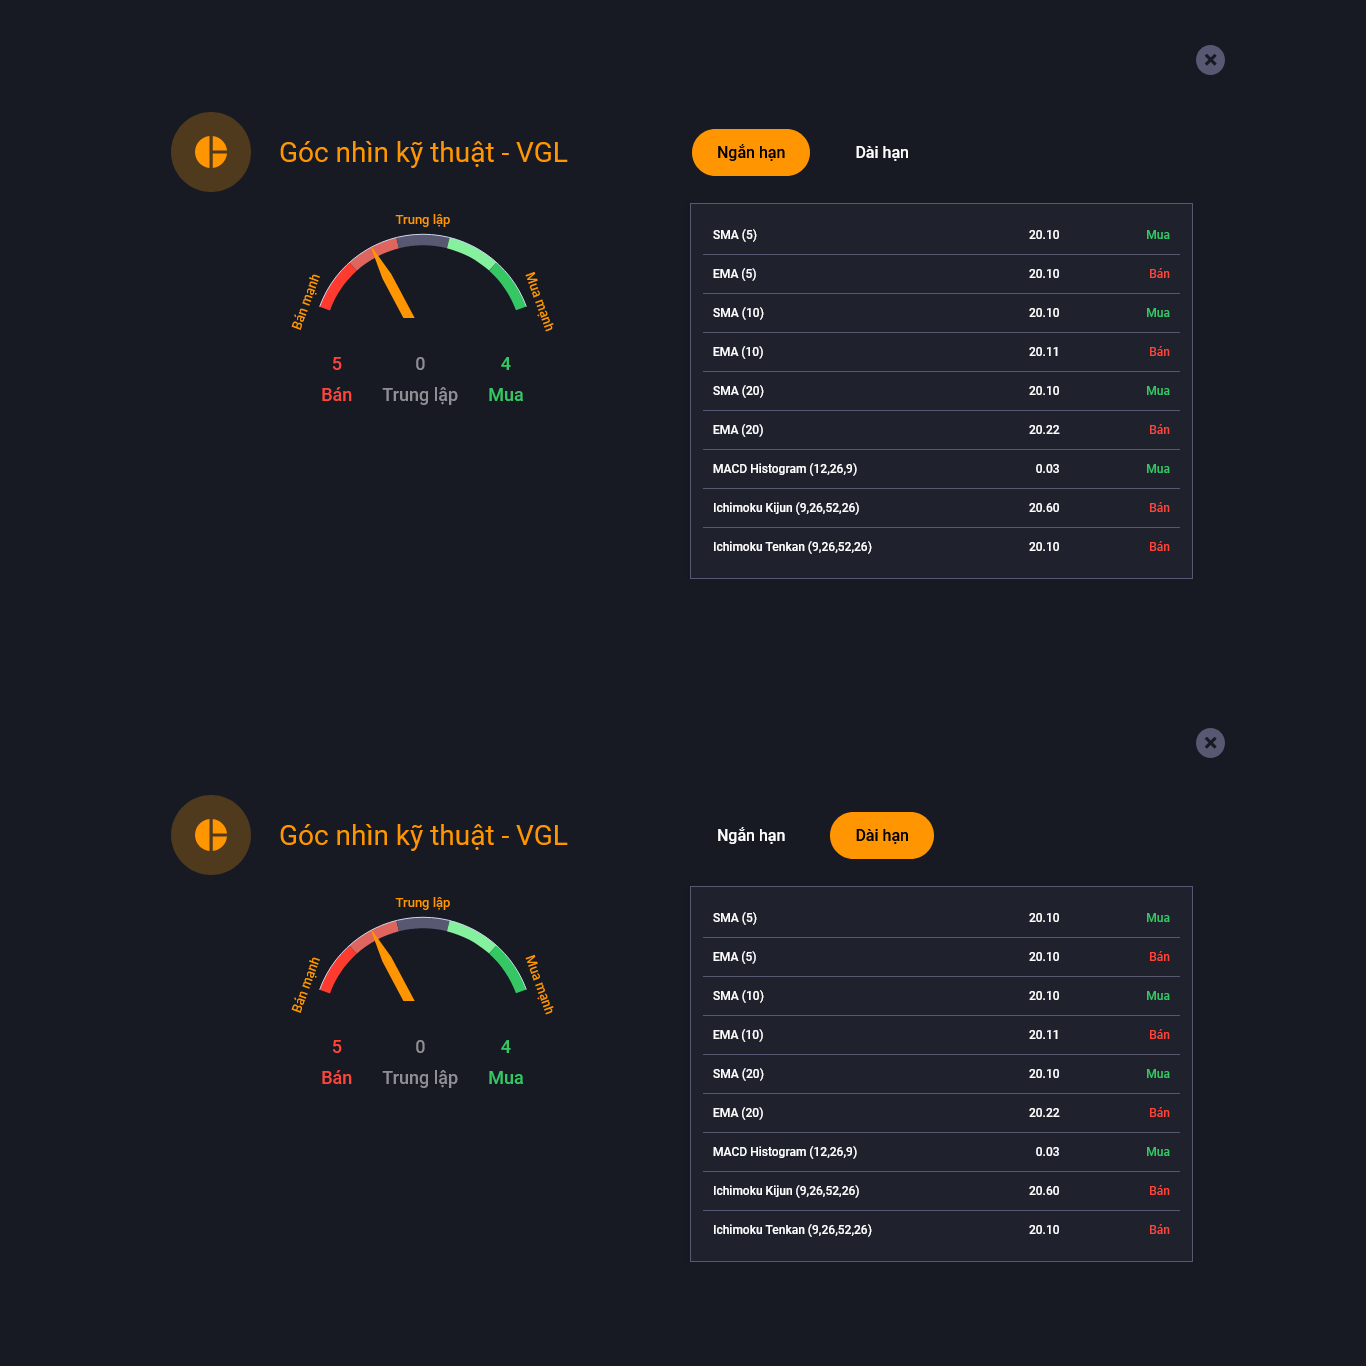 Góc nhìn kỹ thuật - VGL
Ngắn hạn Dài hạn
Trung lập
Bán mạnh
Mua mạnh
5 0 4
Bán Trung lập Mua
SMA (5) 20.10 Mua
EMA (5) 20.10 Bán
SMA (10) 20.10 Mua
EMA (10) 20.11 Bán
SMA (20) 20.10 Mua
EMA (20) 20.22 Bán
MACD Histogram (12,26,9) 0.03 Mua
Ichimoku Kijun (9,26,52,26) 20.60 Bán
Ichimoku Tenkan (9,26,52,26) 20.10 Bán
Góc nhìn kỹ thuật - VGL
Ngắn hạn Dài hạn
Trung lập
Bán mạnh
Mua mạnh
5 0 4
Bán Trung lập Mua
SMA (5) 20.10 Mua
EMA (5) 20.10 Bán
SMA (10) 20.10 Mua
EMA (10) 20.11 Bán
SMA (20) 20.10 Mua
EMA (20) 20.22 Bán
MACD Histogram (12,26,9) 0.03 Mua
Ichimoku Kijun (9,26,52,26) 20.60 Bán
Ichimoku Tenkan (9,26,52,26) 20.10 Bán